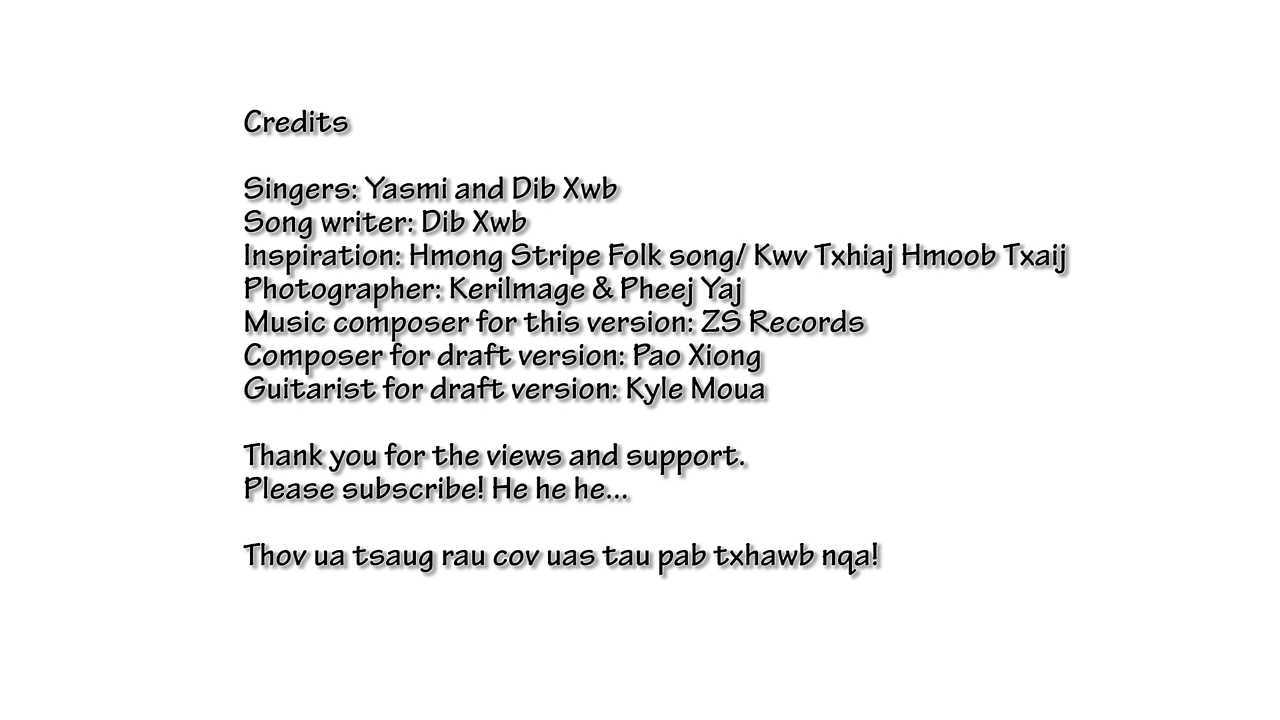 Credits
Singers: Yasmi and Dib Xwb
Song writer: Dib Xwb
Inspiration: Hmong Stripe Folk song/ Kwv Txhiaj Hmoob Txaij
Photographer: KeriImage & Pheej Yaj
Music composer for this version: ZS Records
Composer for draft version: Pao Xiong
Guitarist for draft version: Kyle Moua
Thank you for the views and support.
Please subscribe! He he he...
Thov ua tsaug rau cov uas tau pab txhawb nqa!